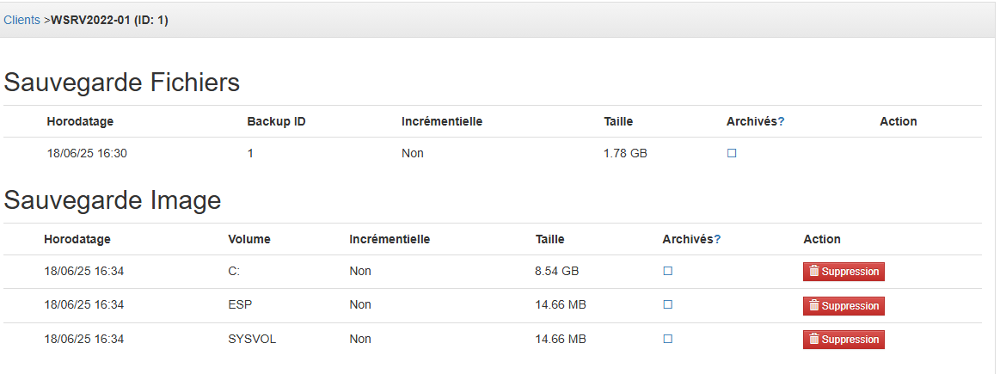 Clients >WSRV2022-01 (ID: 1)
Sauvegarde Fichiers
Horodatage Backup ID Incrémentielle Taille Archivés? Action
18/06/25 16:30 1 Non 1.78 GB
Sauvegarde Image
Horodatage Volume Incrémentielle Taille Archivés? Action
18/06/25 16:34 C: Non 8.54 GB Suppression
18/06/25 16:34 ESP Non 14.66 MB Suppression
18/06/25 16:34 SYSVOL Non 14.66 MB Suppression